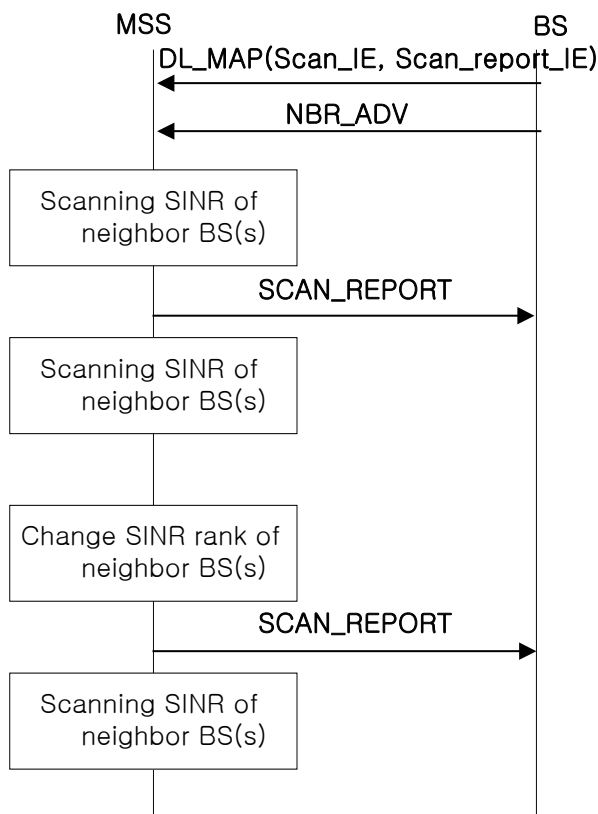 MSS
BS
DL_MAP(Scan_IE, Scan_report_IE)
NBR_ADV
Scanning SINR of
neighbor BS(s)
SCAN_REPORT
Scanning SINR of
neighbor BS(s)
Change SINR rank of
neighbor BS(s)
SCAN_REPORT
Scanning SINR of
neighbor BS(s)